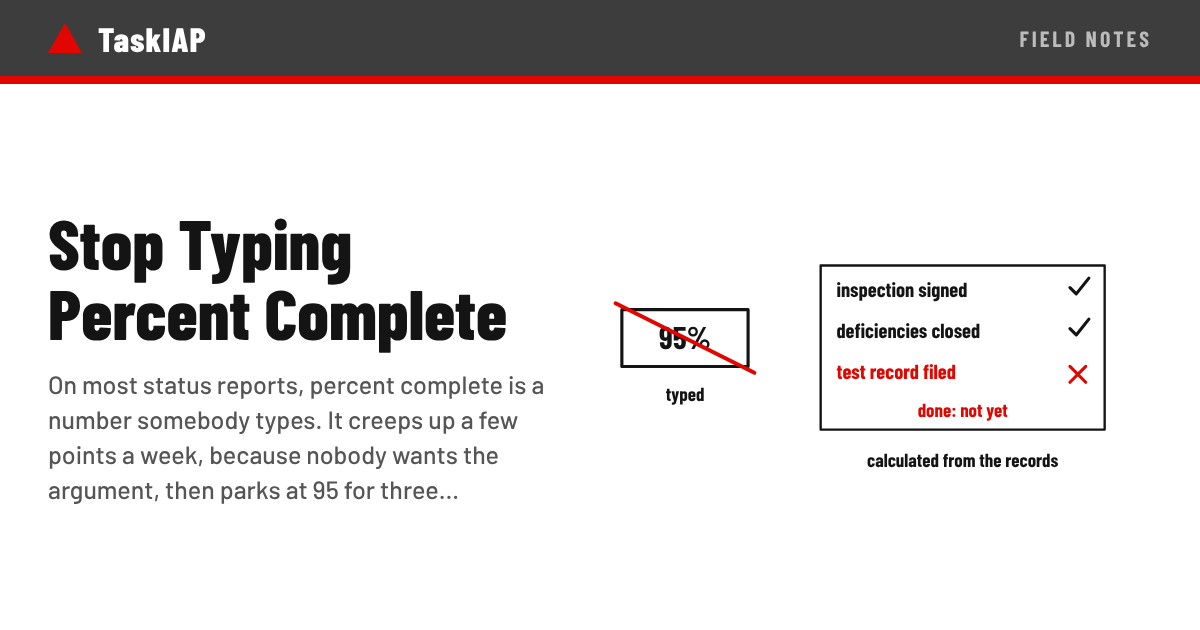 TaskIAP
FIELD NOTES
Stop Typing
Percent Complete
On most status reports, percent complete is a
number somebody types. It creeps up a few
points a week, because nobody wants the
argument, then parks at 95 for three...
95%
typed
inspection signed
deficiencies closed
test record filed
done: not yet
calculated from the records